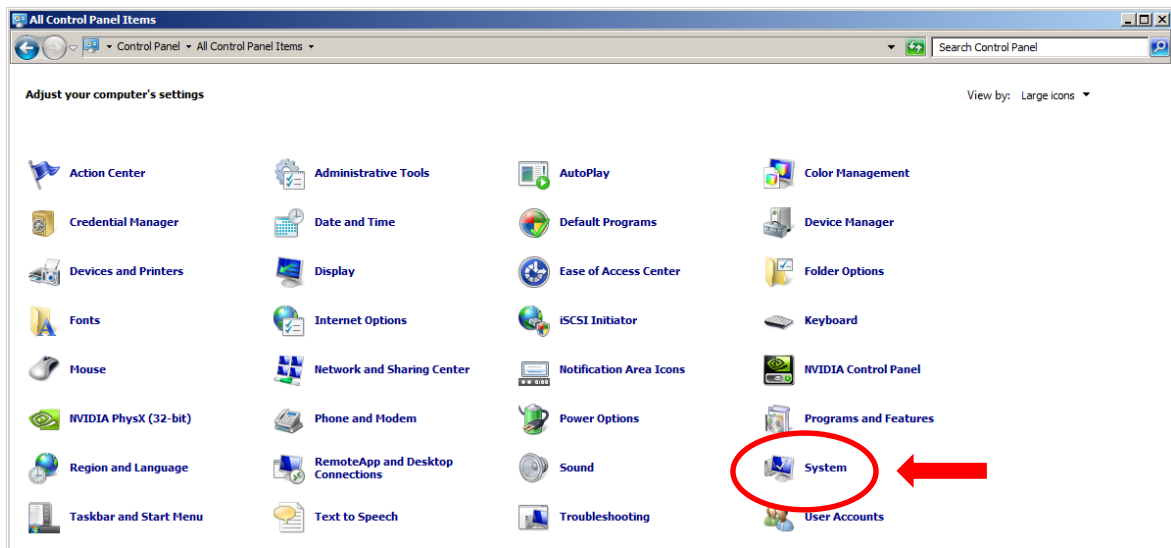 All Control Panel Items
Control Panel All Control Panel Items
Search Control Panel
Adjust your computer's settings
View by: Large icons
Action Center
Administrative Tools
AutoPlay
Color Management
Credential Manager
Date and Time
Default Programs
Device Manager
Devices and Printers
Display
Ease of Access Center
Folder Options
Fonts
Internet Options
iSCSI Initiator
Keyboard
Mouse
Network and Sharing Center
Notification Area Icons
NVIDIA Control Panel
NVIDIA PhysX (32-bit)
Phone and Modem
Power Options
Programs and Features
Region and Language
RemoteApp and Desktop
Connections
Sound
System
Taskbar and Start Menu
Text to Speech
Troubleshooting
User Accounts